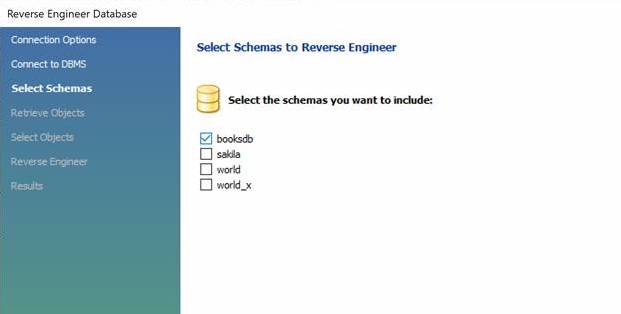 Reverse Engineer Database
Connection Options
Connect to DBMS
Select Schemas
Retrieve Objects
Select Objects
Reverse Engineer
Results
Select Schemas to Reverse Engineer
Select the schemas you want to include:
booksdb
sakila
world
world_x